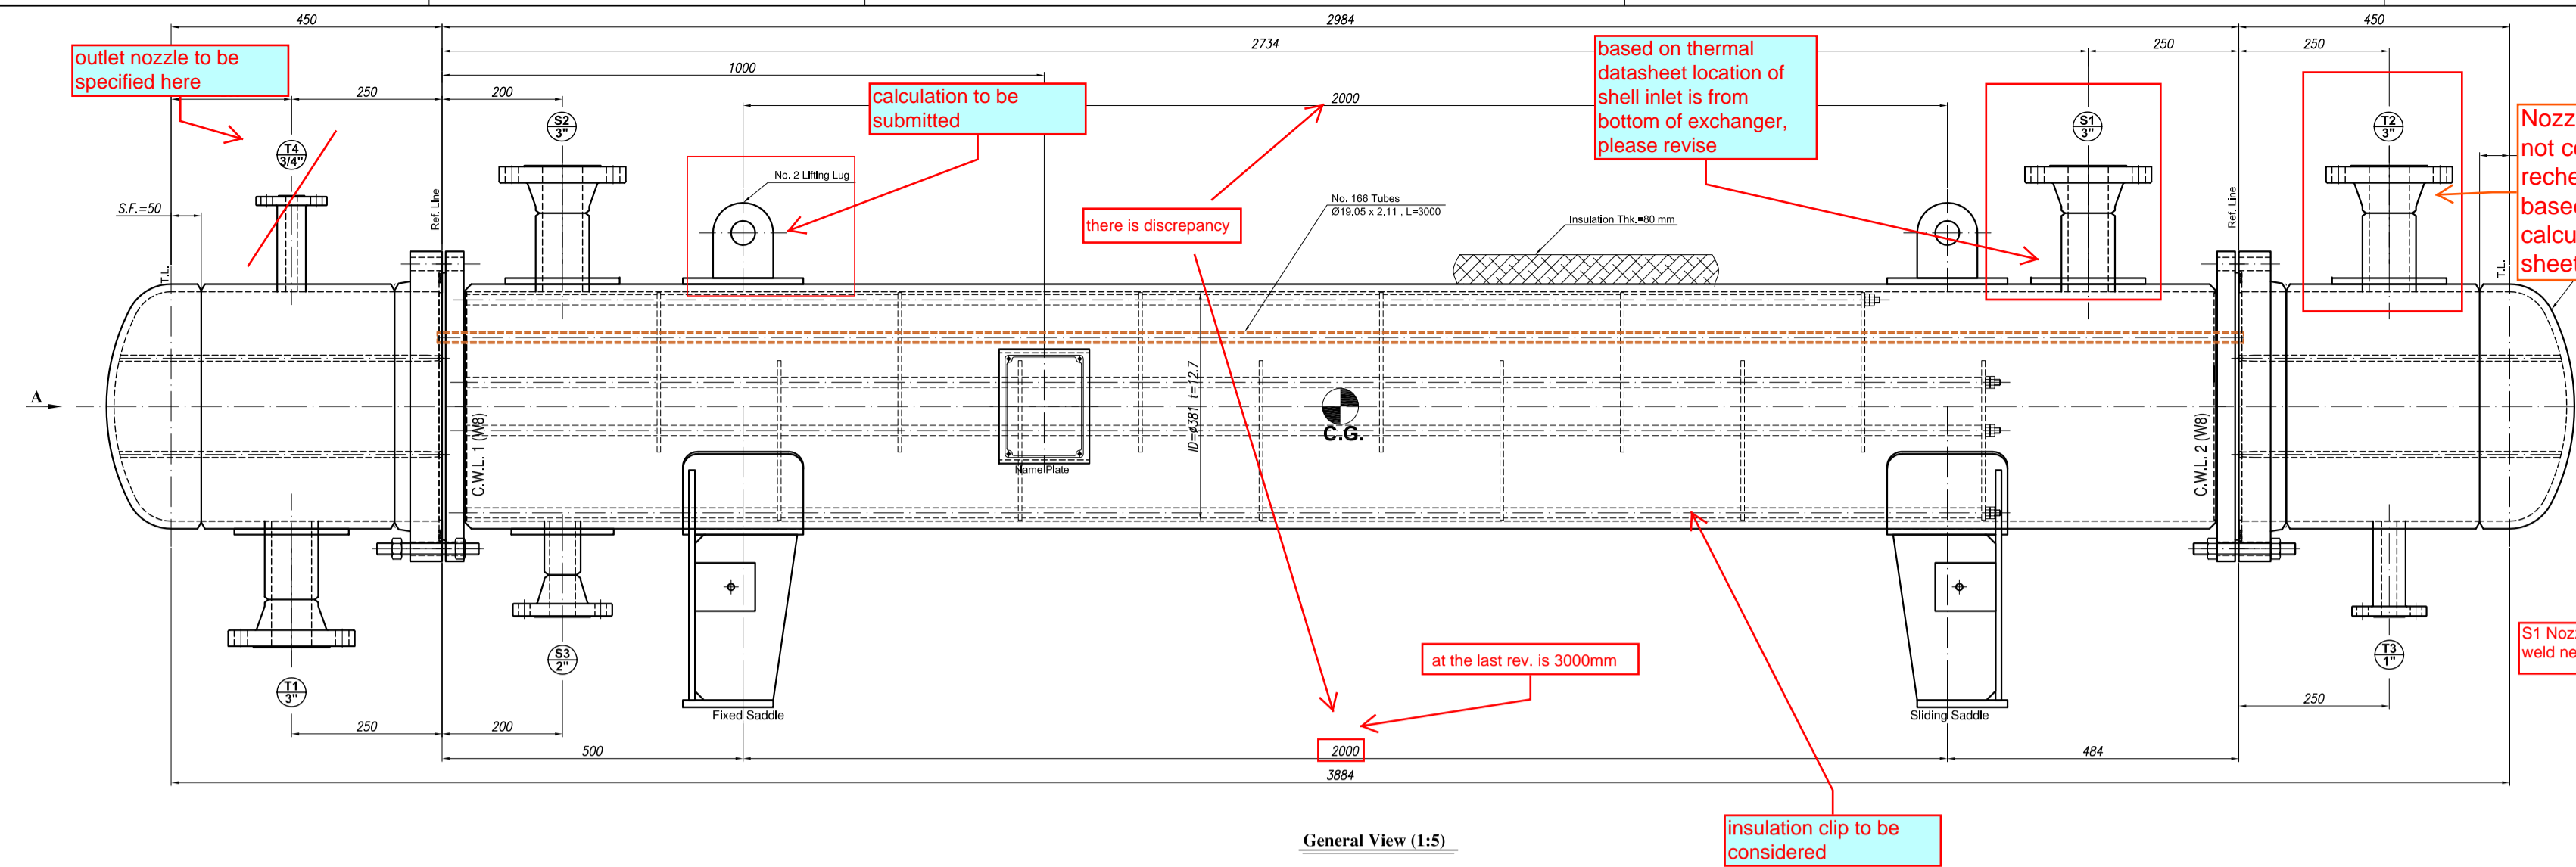 450
2984
450
2734
250
250
outlet nozzle to be
specified here
based on thermal
datasheet location of
shell inlet is from
bottom of exchanger,
please revise
1000
250
200
calculation to be
submitted
2000
S2
3"
S1
3"
T2
3"
T4
3/4"
No. 2 Lifting Lug
Ref. Line
Ref. Line
S.F.=50
there is discrepancy
No. 166 Tubes
Ø19.05 x 2.11 , L=3000
Insulation Thk.=80 mm
T.L.
T.L.
not
based
sheet
A
C.W.L. 1 (W8)
Name Plate
ID=ø381 t=12.7
C.G.
C.W.L. 2 (W8)
S3
2"
T1
3"
T3
1"
at the last rev. is 3000mm
S1
weld
Fixed Saddle
Sliding Saddle
250
200
250
500
2000
484
3884
insulation clip to be
considered
General View (1:5)